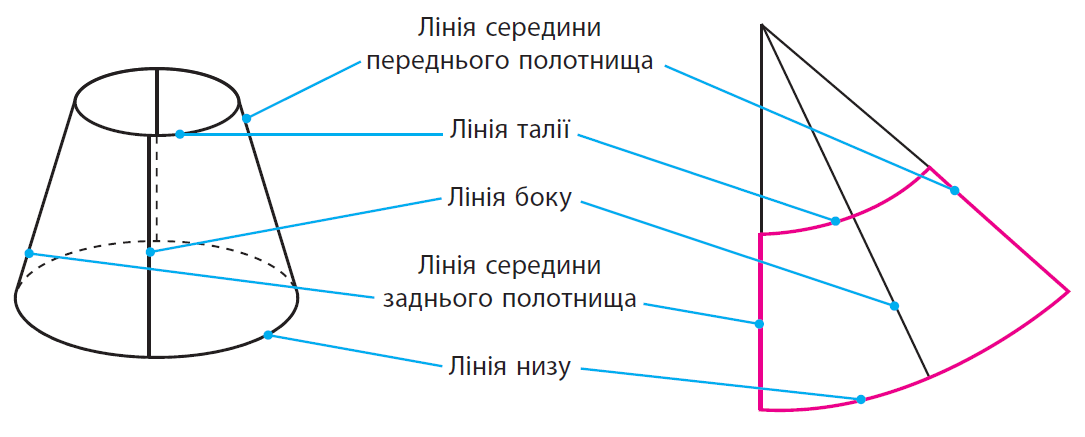 Лінія середини
переднього полотнища
Лінія талії
Лінія боку
Лінія середини
заднього полотнища
Лінія низу